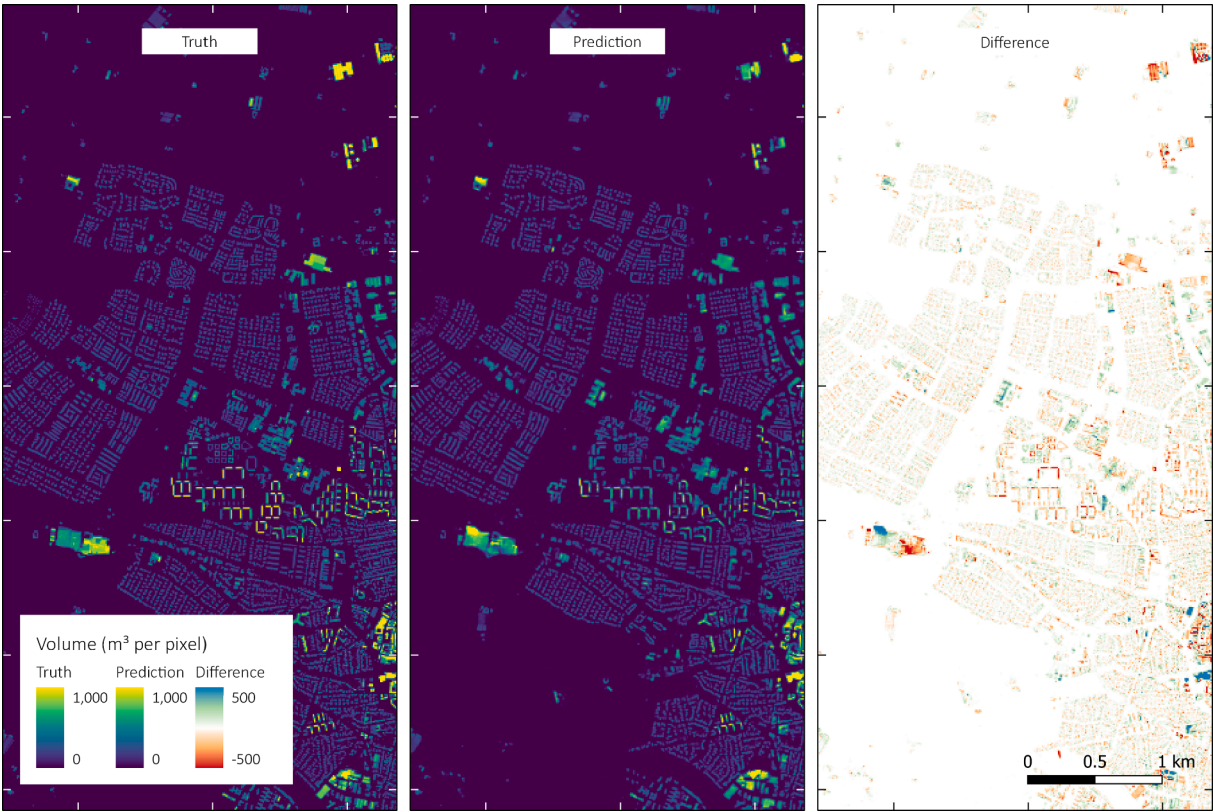 Truth
Prediction
Difference
Volume (m³ per pixel)
Truth Prediction Difference
1,000 1,000 500
0 0 -500
0 0.5 1 km